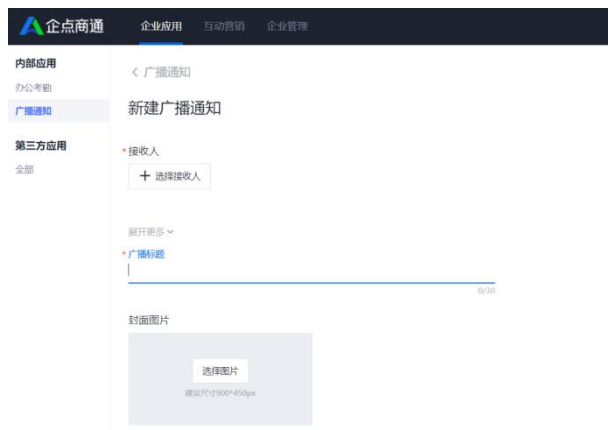 企点商通 企业应用 互动营销 企业管理
内部应用
办公考勤
广播通知
第三方应用
全部
广播通知
新建广播通知
*接收人
+ 选择接收人
展开更多
*广播标题
0/30
封面图片
选择图片
建议尺寸900*450px